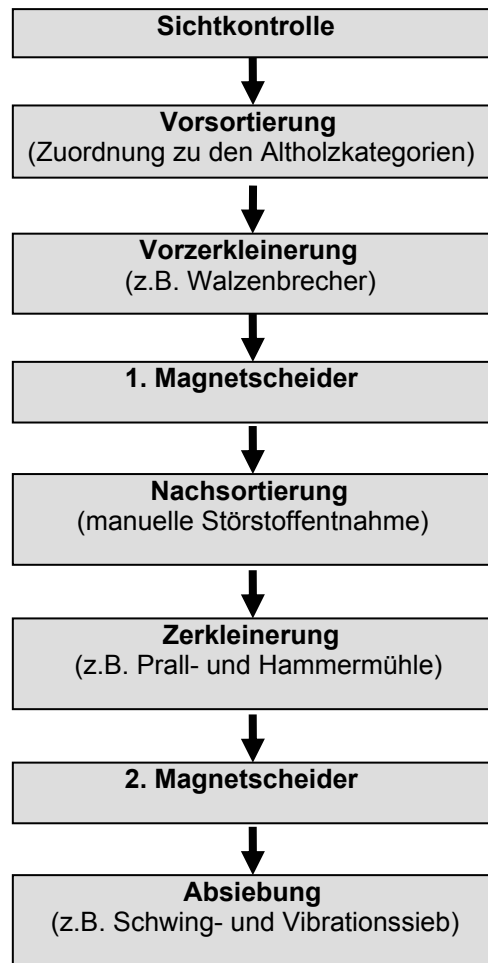 Sichtkontrolle
Vorsortierung
(Zuordnung zu den Altholzkategorien)
Vorzerkleinerung
(z.B. Walzenbrecher)
1. Magnetscheider
Nachsortierung
(manuelle Störstoffentnahme)
Zerkleinerung
(z.B. Prall- und Hammermühle)
2. Magnetscheider
Absiebung
(z.B. Schwing- und Vibrationssieb)